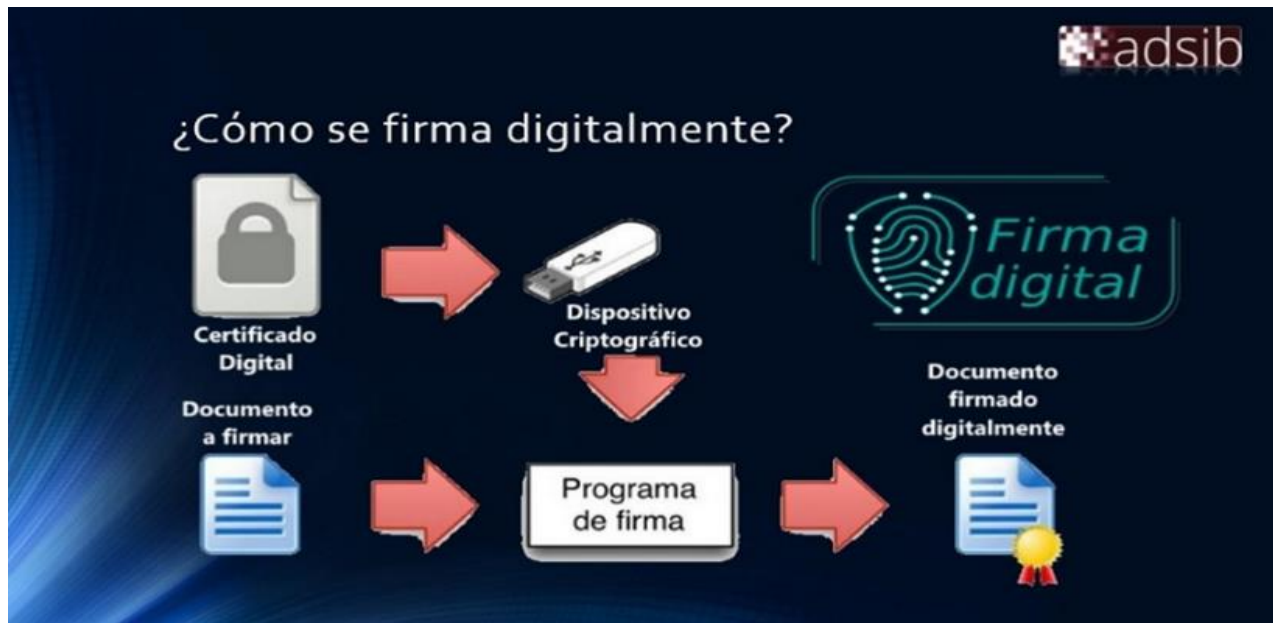 adsib
¿Cómo se firma digitalmente?
Firma
digital
Certificado
Digital
Dispositivo
Criptográfico
Documento
a firmar
Programa
de firma
Documento
firmado
digitalmente